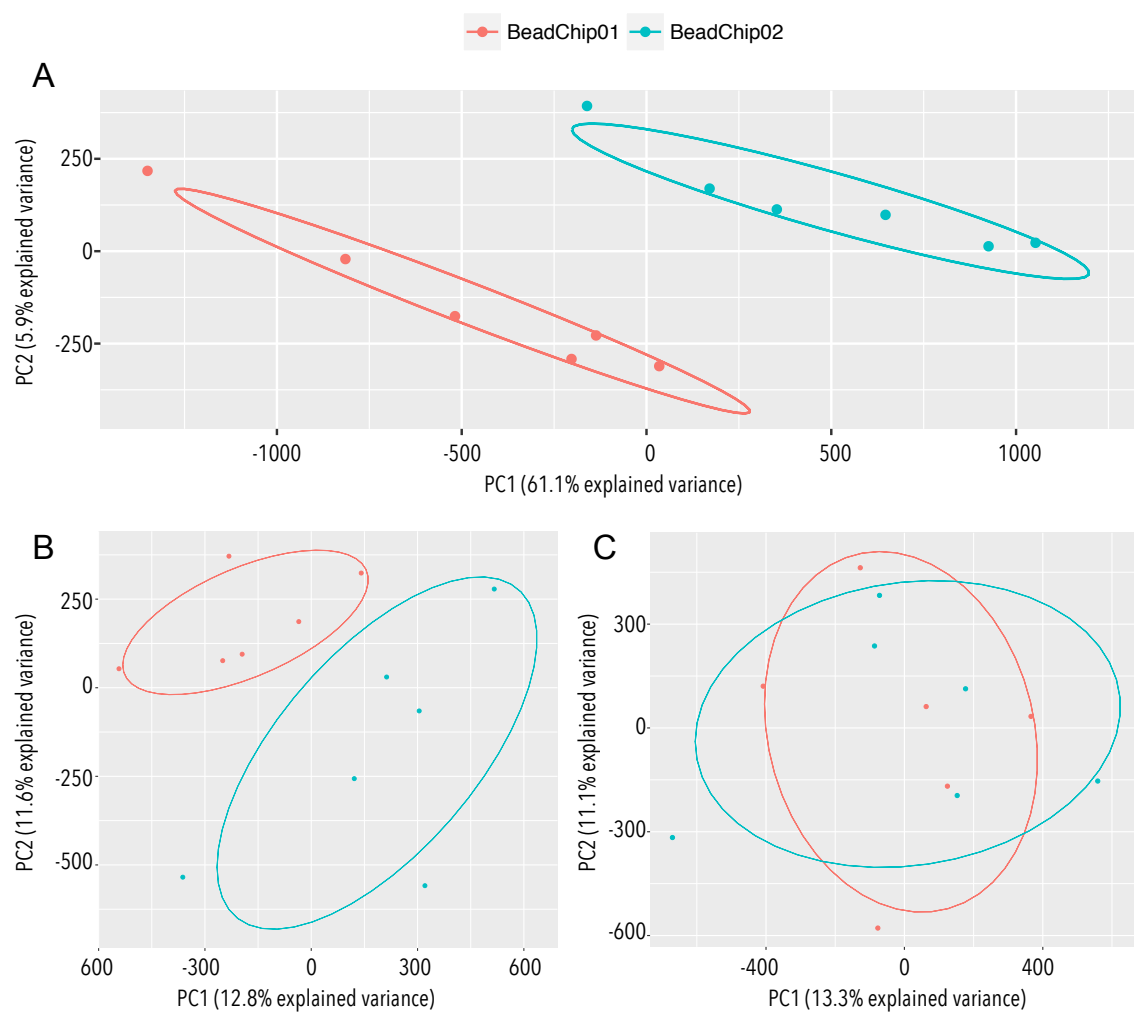 BeadChip01 BeadChip02
A
PC2 (5.9% explained variance)
250
0
-250
-1000 -500 0 500 1000
PC1 (61.1% explained variance)
B
PC2 (11.6% explained variance)
250
0
-250
-500
600 -300 0 300 600
PC1 (12.8% explained variance)
C
PC2 (11.1% explained variance)
300
0
-300
-600
-400 0 400
PC1 (13.3% explained variance)